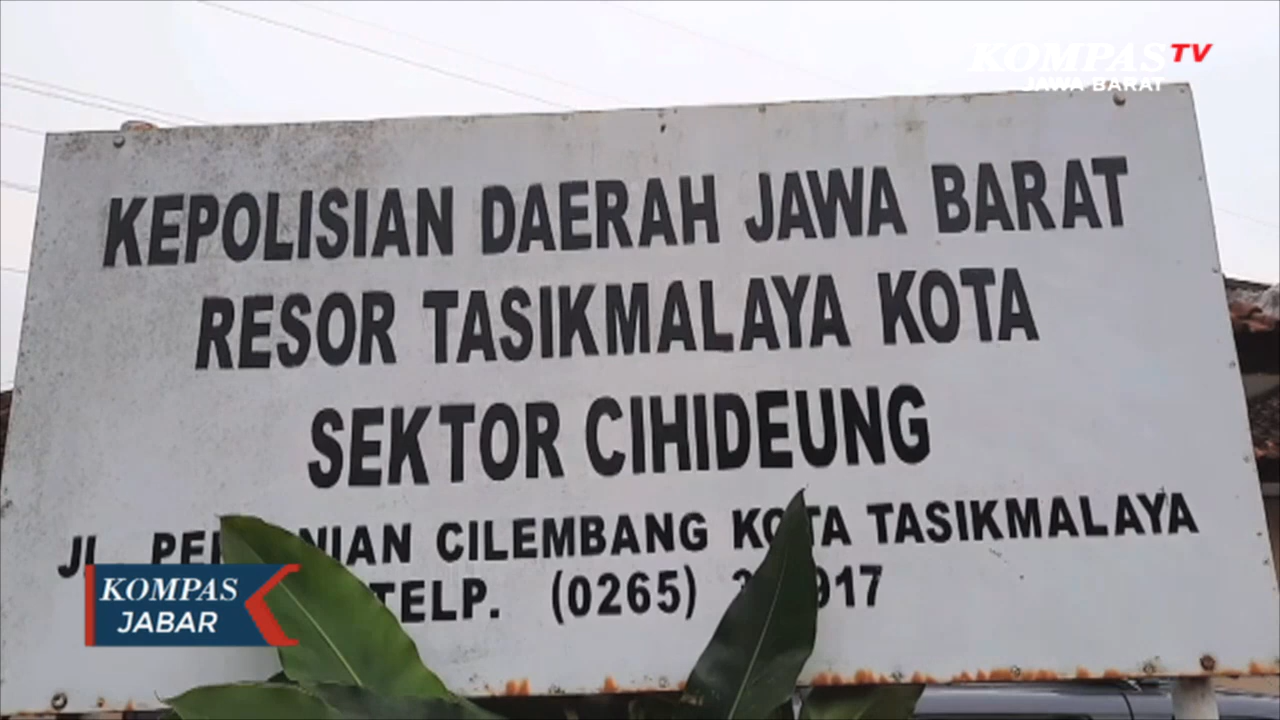 KOMPAS TV
JAWA BARAT
KEPOLISIAN DAERAH JAWA BARAT
RESOR TASIKMALAYA KOTA
SEKTOR CIHIDEUNG
JL. CILEMBANG KOTA TASIKMALAYA
TELP. (0265)
KOMPAS
JABAR